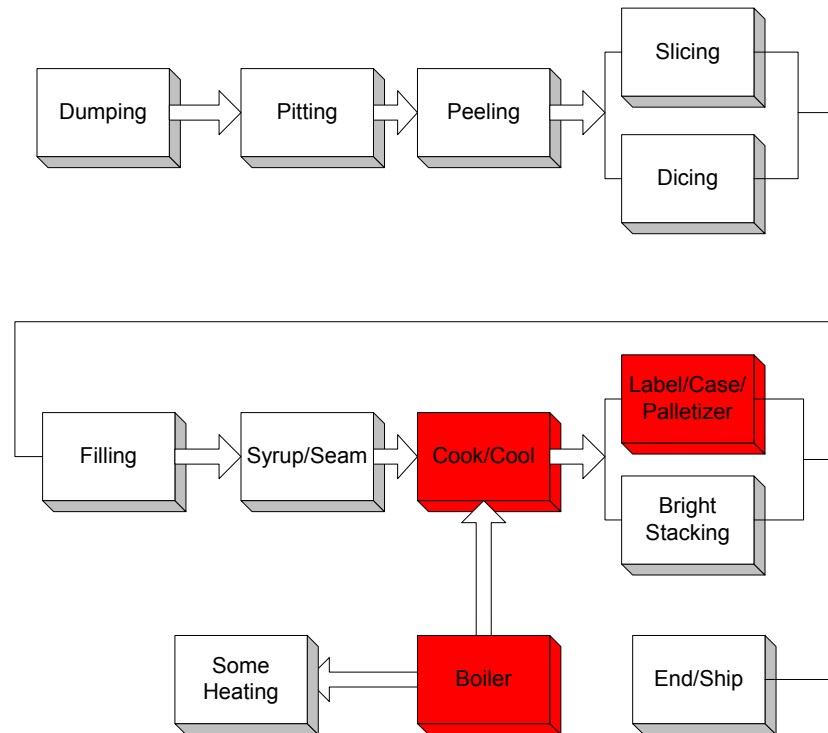 Slicing
Dumping
Pitting
Peeling
Dicing
Label/Case/
Palletizer
Filling
Syrup/Seam
Cook/Cool
Bright
Stacking
Some
Heating
Boiler
End/Ship